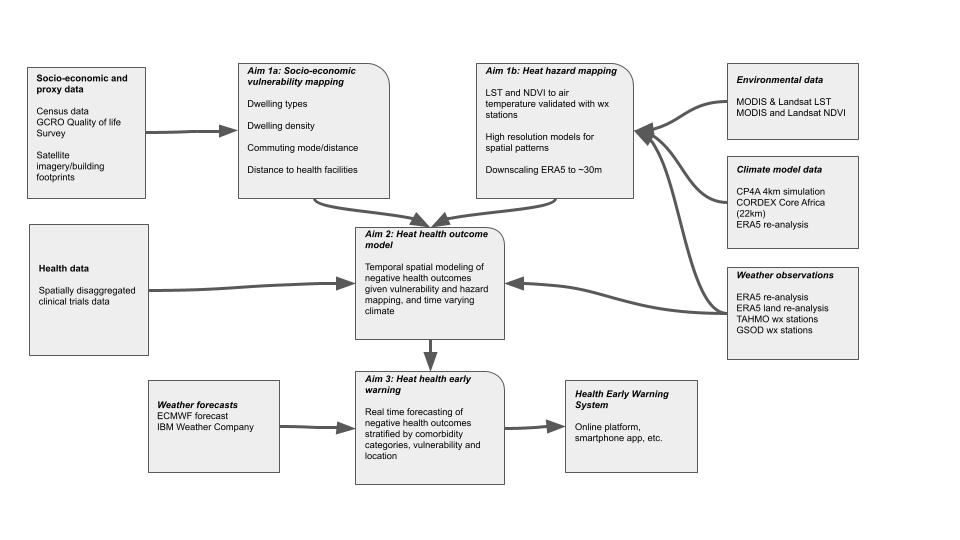 Socio-economic and
proxy data
Census data
GCRO Quality of life
Survey
Satellite
imagery/building
footprints
Aim 1a: Socio-economic
vulnerability mapping
Dwelling types
Dwelling density
Commuting mode/distance
Distance to health facilities
Aim 1b: Heat hazard mapping
LST and NDVI to air
temperature validated with wx
stations
High resolution models for
spatial patterns
Downscaling ERA5 to ~30m
Environmental data
MODIS & Landsat LST
MODIS and Landsat NDVI
Climate model data
CP4A 4km simulation
CORDEX Core Africa
(22km)
ERA5 re-analysis
Health data
Spatially disaggregated
clinical trials data
Aim 2: Heat health outcome
model
Temporal spatial modeling of
negative health outcomes
given vulnerability and hazard
mapping, and time varying
climate
Weather observations
ERA5 re-analysis
ERA5 land re-analysis
TAHMO wx stations
GSOD wx stations
Weather forecasts
ECMWF forecast
IBM Weather Company
Aim 3: Heat health early
warning
Real time forecasting of
negative health outcomes
stratified by comorbidity
categories, vulnerability and
location
Health Early Warning
System
Online platform,
smartphone app, etc.